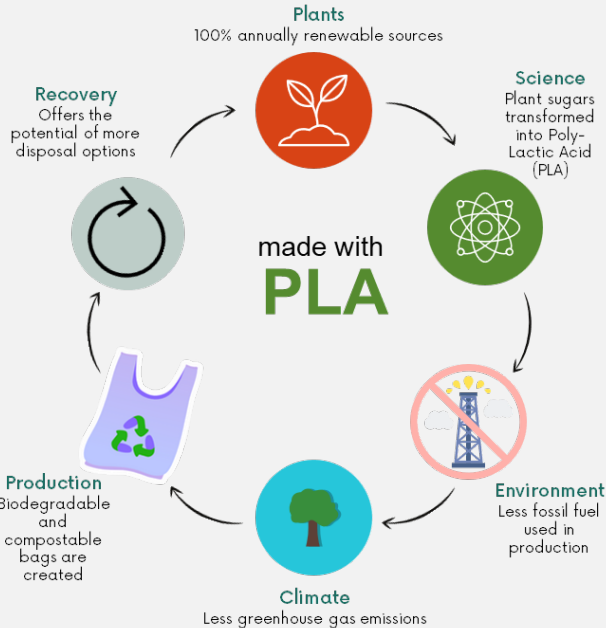 Plants
100% annually renewable sources
Science
Plant sugars
transformed
into Poly-
Lactic Acid
(PLA)
Environment
Less fossil fuel
used in
production
Climate
Less greenhouse gas emissions
Production
Biodegradable
and
compostable
bags are
created
Recovery
Offers the
potential of more
disposal options
made with
PLA